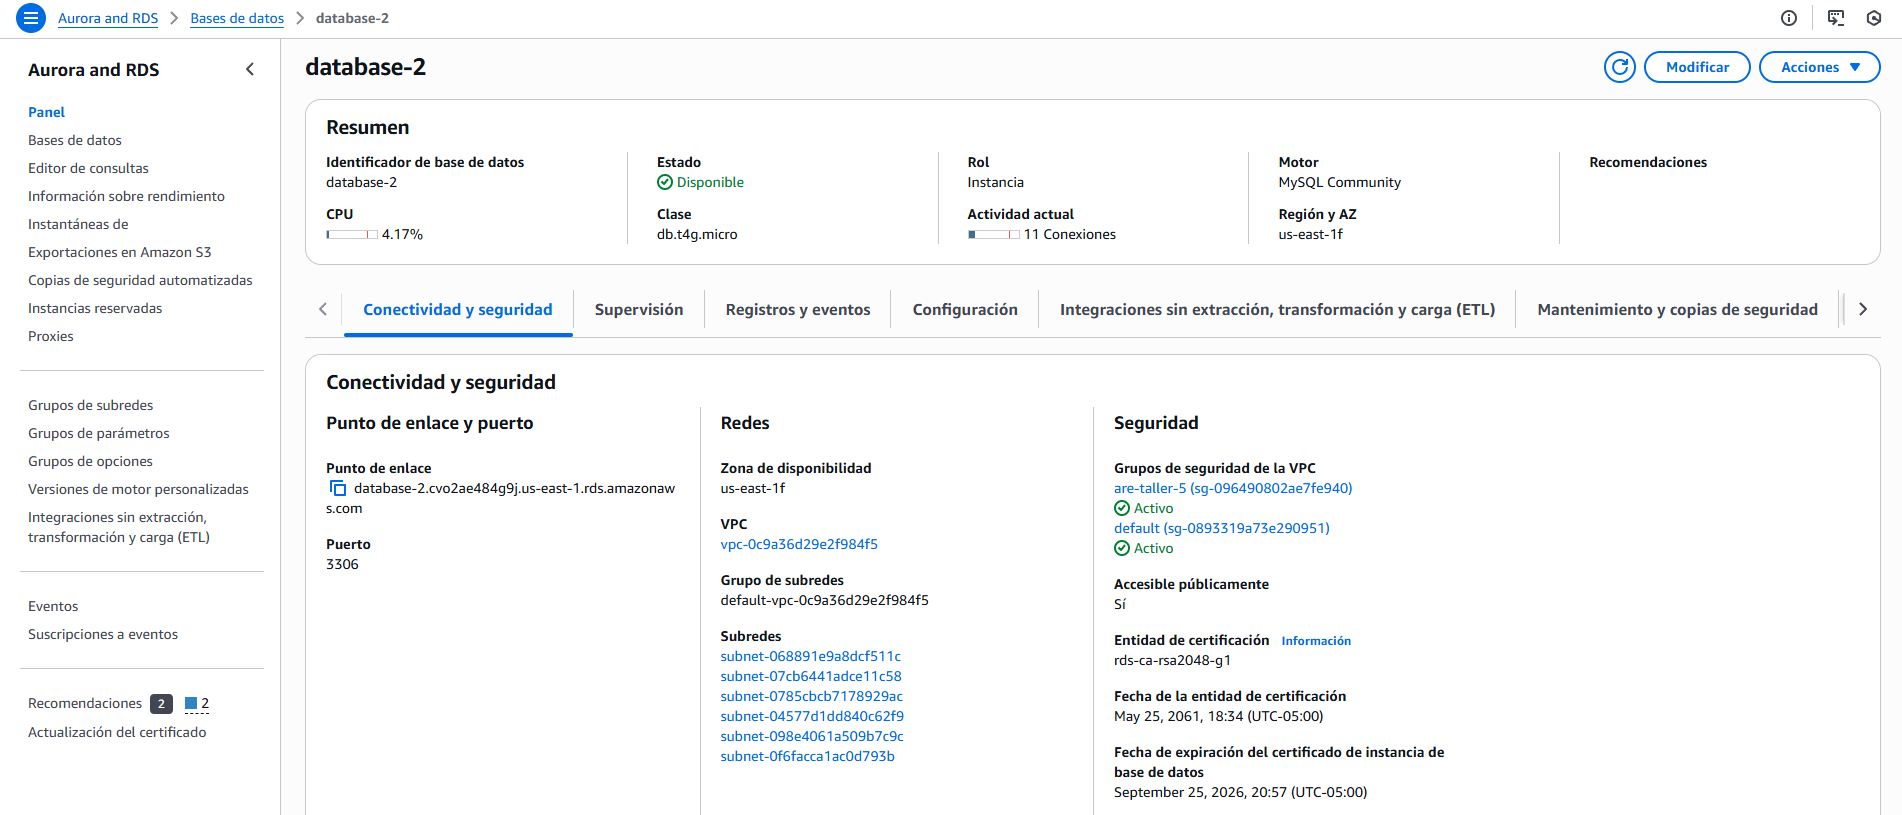 Aurora and RDS > Bases de datos > database-2
Aurora and RDS
Panel
Bases de datos
Editor de consultas
Información sobre rendimiento
Instantáneas de
Exportaciones en Amazon S3
Copias de seguridad automatizadas
Instancias reservadas
Proxies
Grupos de subredes
Grupos de parámetros
Grupos de opciones
Versiones de motor personalizadas
Integraciones sin extracción,
transformación y carga (ETL)
Eventos
Suscripciones a eventos
Recomendaciones 2 2
Actualización del certificado
database-2
Modificar
Acciones
Resumen
Identificador de base de datos
database-2
CPU
4.17%
Estado
Disponible
Clase
db.t4g.micro
Rol
Instancia
Actividad actual
11 Conexiones
Motor
MySQL Community
Región y AZ
us-east-1f
Recomendaciones
Conectividad y seguridad
Supervisión
Registros y eventos
Configuración
Integraciones sin extracción, transformación y carga (ETL)
Mantenimiento y copias de seguridad
Conectividad y seguridad
Punto de enlace y puerto
Punto de enlace
database-2.cvo2ae484g9j.us-east-1.rds.amazonaw
s.com
Puerto
3306
Redes
Zona de disponibilidad
us-east-1f
VPC
vpc-0c9a36d29e2f984f5
Grupo de subredes
default-vpc-0c9a36d29e2f984f5
Subredes
subnet-068891e9a8dcf511c
subnet-07cb6441adce11c58
subnet-0785cbcb7178929ac
subnet-04577d1dd840c62f9
subnet-098e4061a509b7c9c
subnet-0f6facca1ac0d793b
Seguridad
Grupos de seguridad de la VPC
are-taller-5 (sg-096490802ae7fe940)
Activo
default (sg-0893319a73e290951)
Activo
Accesible públicamente
Sí
Entidad de certificación Información
rds-ca-rsa2048-g1
Fecha de la entidad de certificación
May 25, 2061, 18:34 (UTC-05:00)
Fecha de expiración del certificado de instancia de
base de datos
September 25, 2026, 20:57 (UTC-05:00)